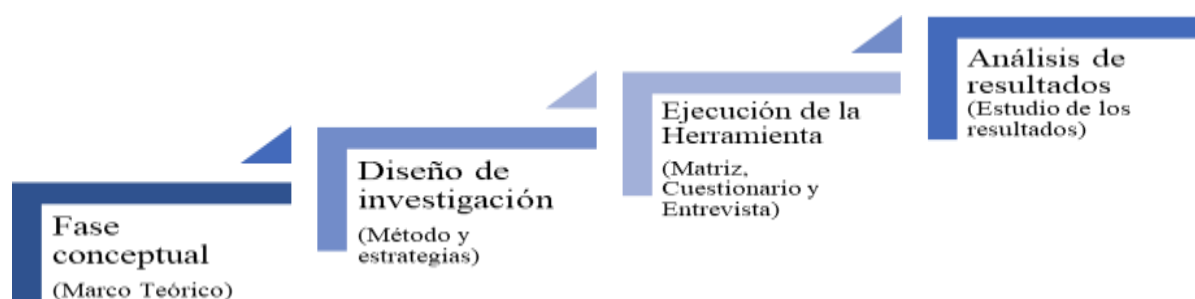 Fase
conceptual
(Marco Teórico)
Diseño de
investigación
(Método y
estrategias)
Ejecución de la
Herramienta
(Matriz,
Cuestionario y
Entrevista)
Análisis de
resultados
(Estudio de los
resultados)